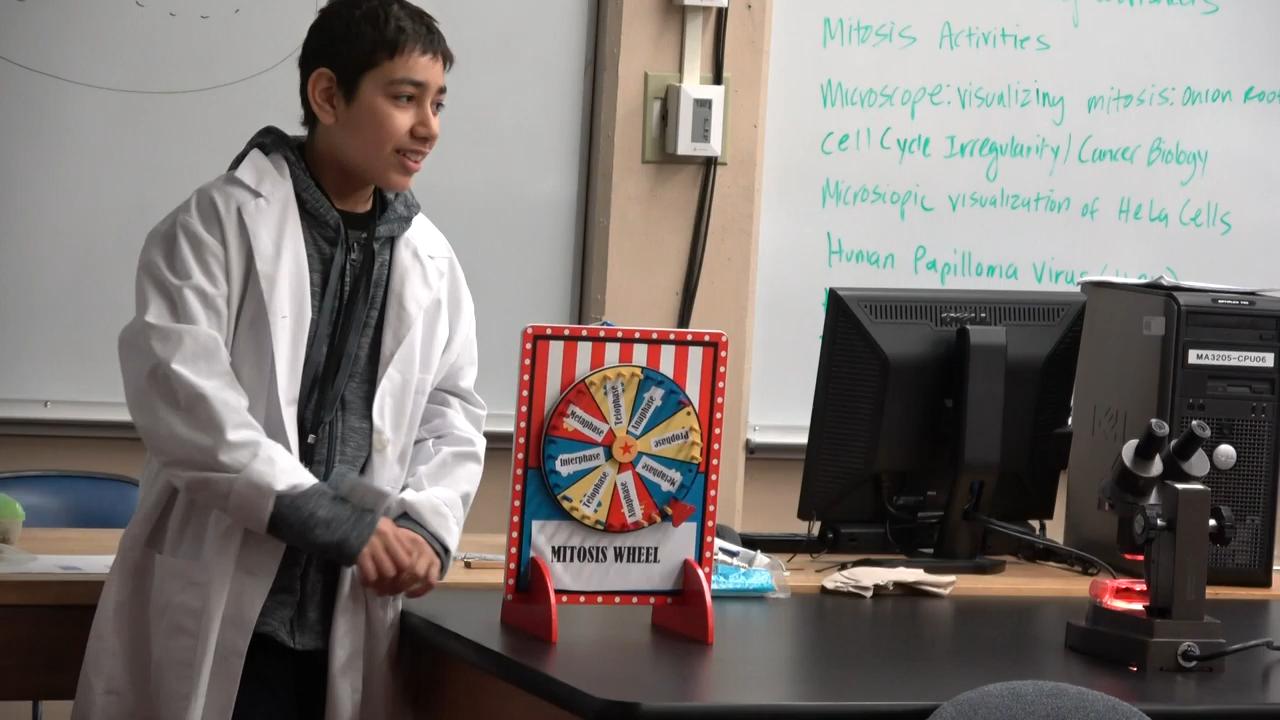 Mitosis Activities
Microscope: visualizing mitosis: onion Root
Cell Cycle Irregularity/Cancer Biology
Microsiopic visualization of HeLa Cells
Human Papilloma Virus
MA3205-CPU06
Telophase
Anaphase
Prophase
Metaphase
Anaphase
Telophase
Interphase
Metaphase
MITOSIS WHEEL